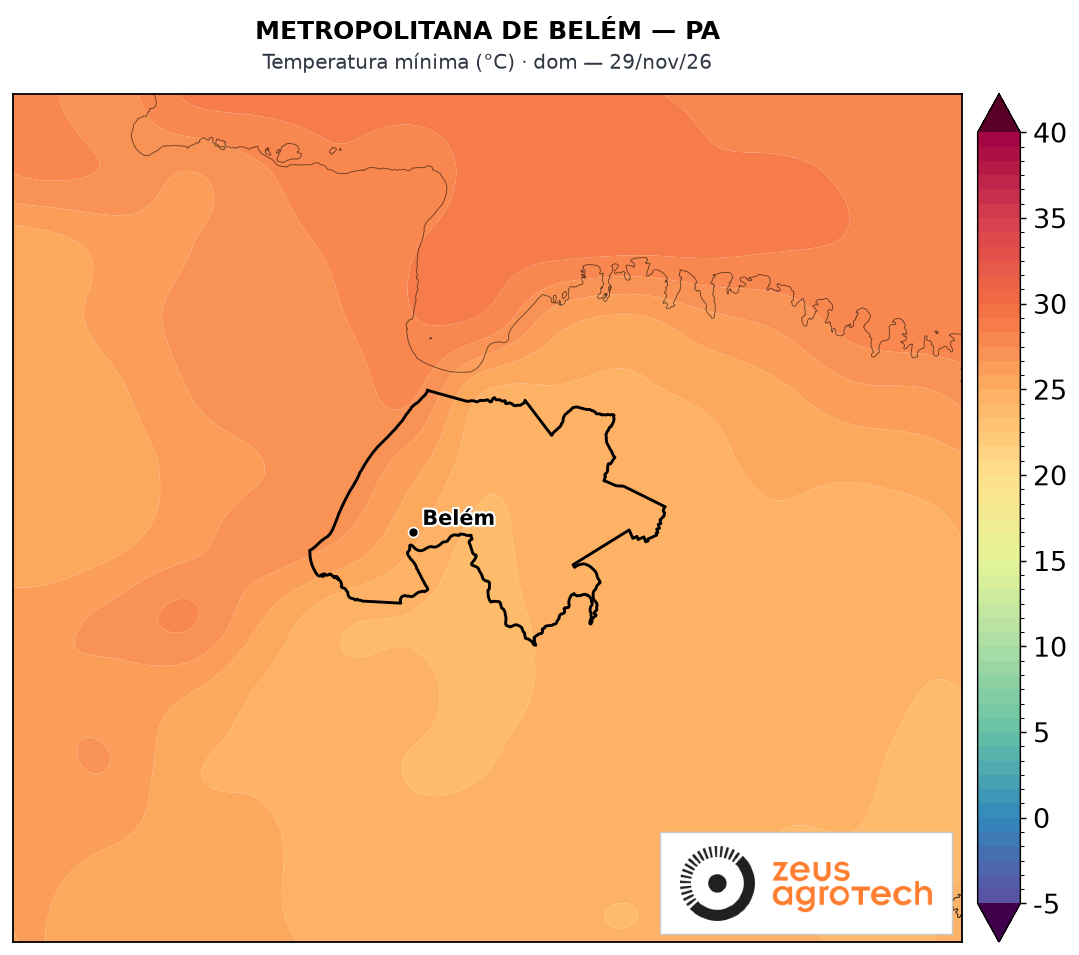 METROPOLITANA DE BELÉM — PA
Temperatura mínima (°C) · dom — 29/nov/26
40
35
30
25
20
15
10
5
0
-5
Belém
zeus
agrotech